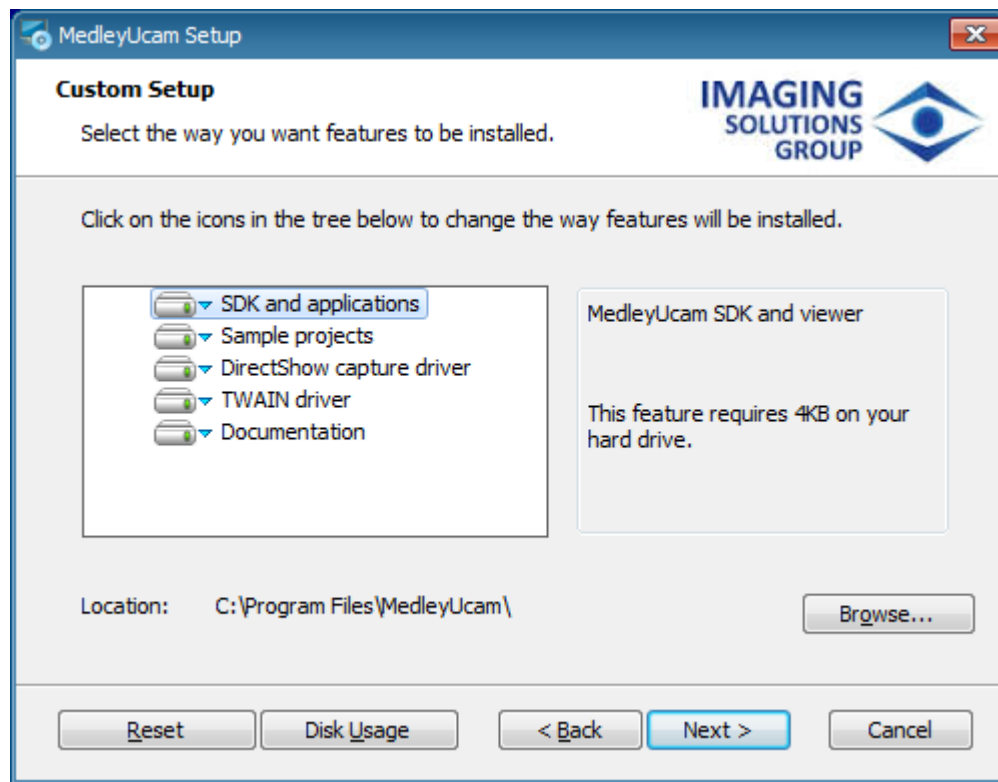 MedleyUcam Setup
Custom Setup
Select the way you want features to be installed.
IMAGING
SOLUTIONS
GROUP
Click on the icons in the tree below to change the way features will be installed.
SDK and applications
Sample projects
DirectShow capture driver
TWAIN driver
Documentation
MedleyUcam SDK and viewer
This feature requires 4KB on your
hard drive.
Location: C:\Program Files\MedleyUcam\
Browse...
Reset Disk Usage < Back Next > Cancel